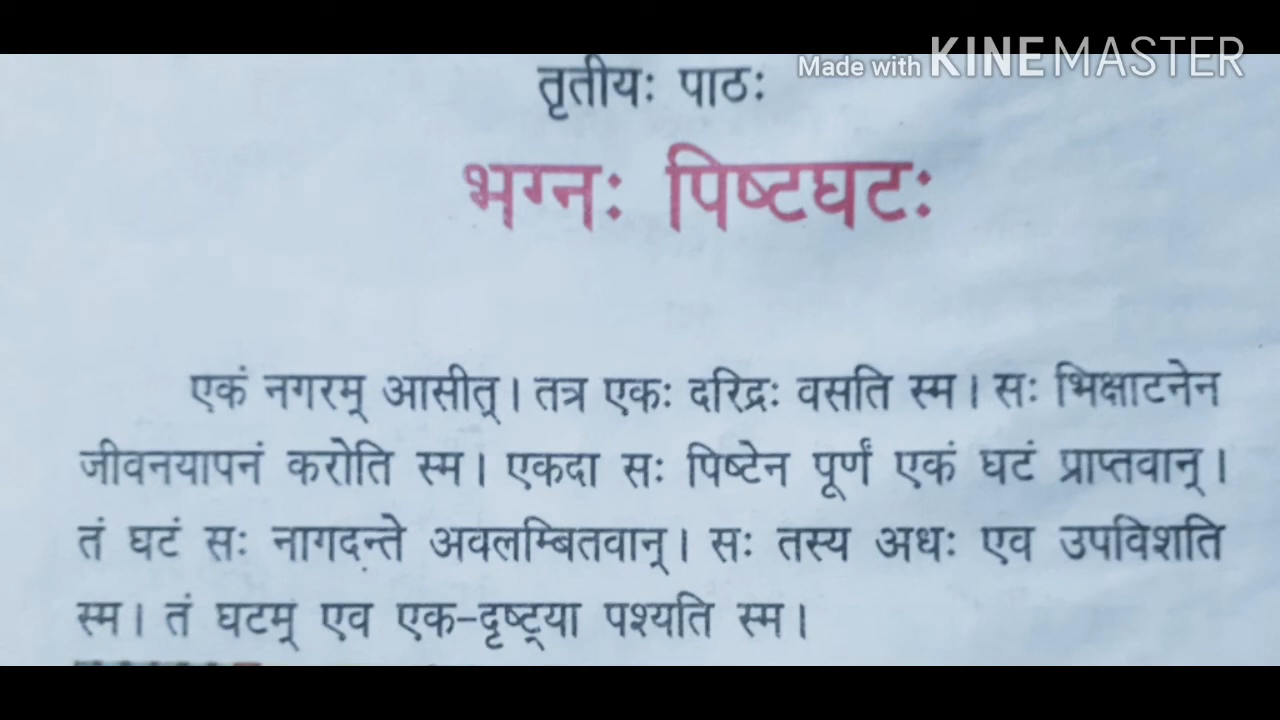 Made with KINEMASTER
तृतीयः पाठः
भग्नः पिष्टघटः
एकं नगरम् आसीत्। तत्र एकः दरिद्रः वसति स्म। सः भिक्षाटनेन
जीवनयापनं करोति स्म। एकदा सः पिष्टेन पूर्णं एकं घटं प्राप्तवान्।
तं घटं सः नागदन्ते अवलम्बितवान्। सः तस्य अधः एव उपविशति
स्म। तं घटम् एव एक-दृष्ट्या पश्यति स्म।